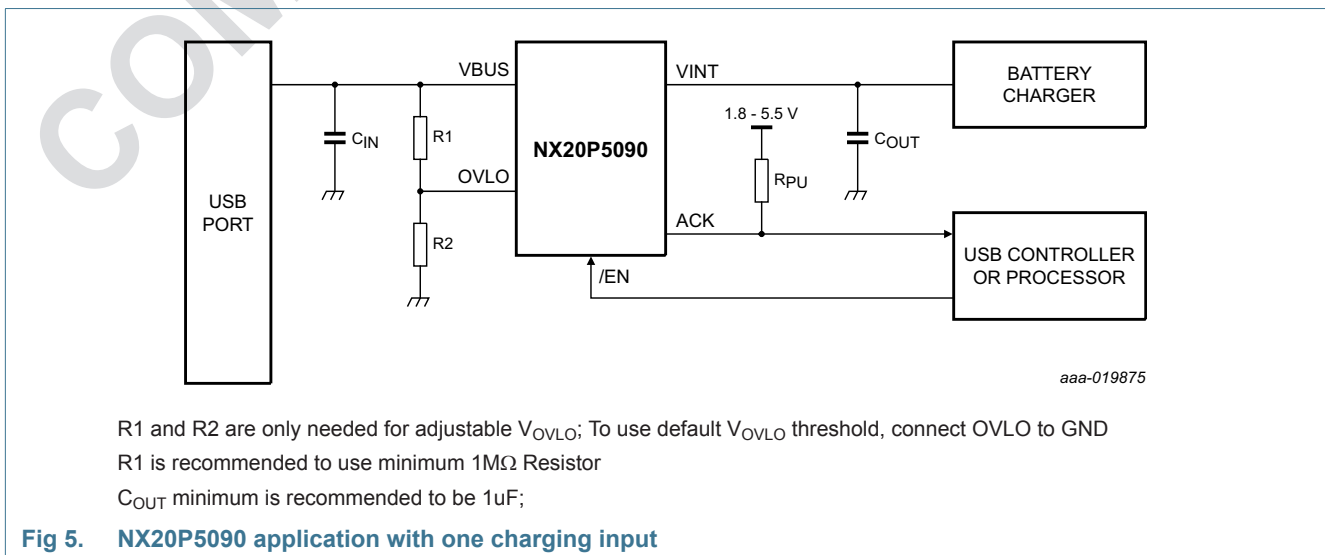 COM
VBUS
VINT
BATTERY
CHARGER
1.8 - 5.5 V
CIN
R1
NX20P5090
COUT
OVLO
RPU
USB
PORT
ACK
R2
USB CONTROLLER
OR PROCESSOR
/EN
aaa-019875
R1 and R2 are only needed for adjustable VOVLO; To use default VOVLO threshold, connect OVLO to GND
R1 is recommended to use minimum 1MΩ Resistor
COUT minimum is recommended to be 1uF;
Fig 5. NX20P5090 application with one charging input